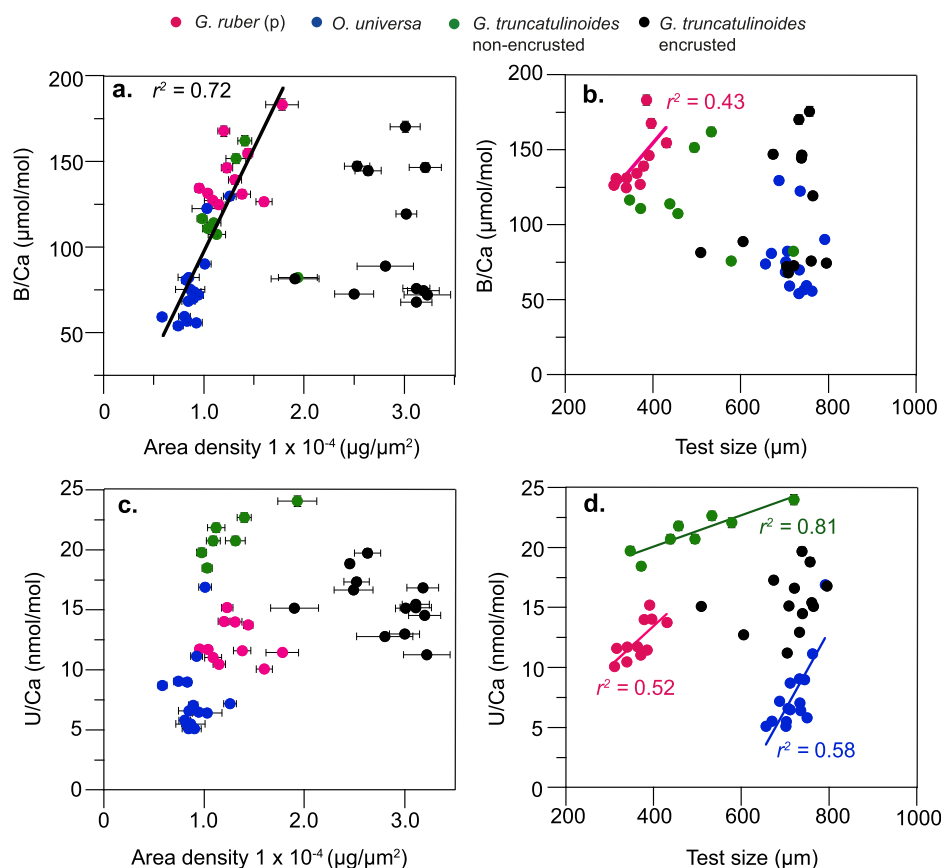 G. ruber (p) O. universa G. truncatulinoides non-encrusted G. truncatulinoides encrusted
a. r² = 0.72
200
150
100
50
B/Ca (µmol/mol)
0 1.0 2.0 3.0
Area density 1 x 10⁻⁴ (µg/µm²)
b. r² = 0.43
200
150
100
50
0
B/Ca (µmol/mol)
200 400 600 800 1000
Test size (µm)
c.
25
20
15
10
5
0
U/Ca (nmol/mol)
0 1.0 2.0 3.0
Area density 1 x 10⁻⁴ (µg/µm²)
d.
r² = 0.81
r² = 0.52
r² = 0.58
25
20
15
10
5
0
U/Ca (nmol/mol)
200 400 600 800 1000
Test size (µm)